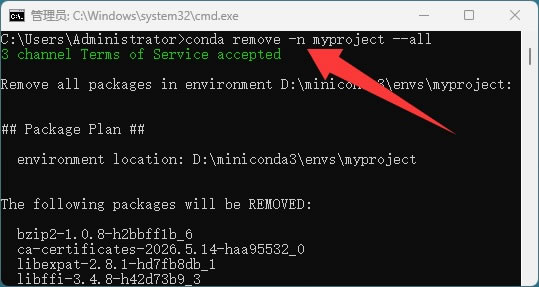 管理员: C:\Windows\system32\cmd.exe
C:\Users\Administrator>conda remove -n myproject --all
3 channel Terms of Service accepted
Remove all packages in environment D:\miniconda3\envs\myproject:
## Package Plan ##
environment location: D:\miniconda3\envs\myproject
The following packages will be REMOVED:
bzip2-1.0.8-h2bbff1b_6
ca-certificates-2026.5.14-haa95532_0
libexpat-2.8.1-hd7fb8db_1
libffi-3.4.8-h42d73b9_3